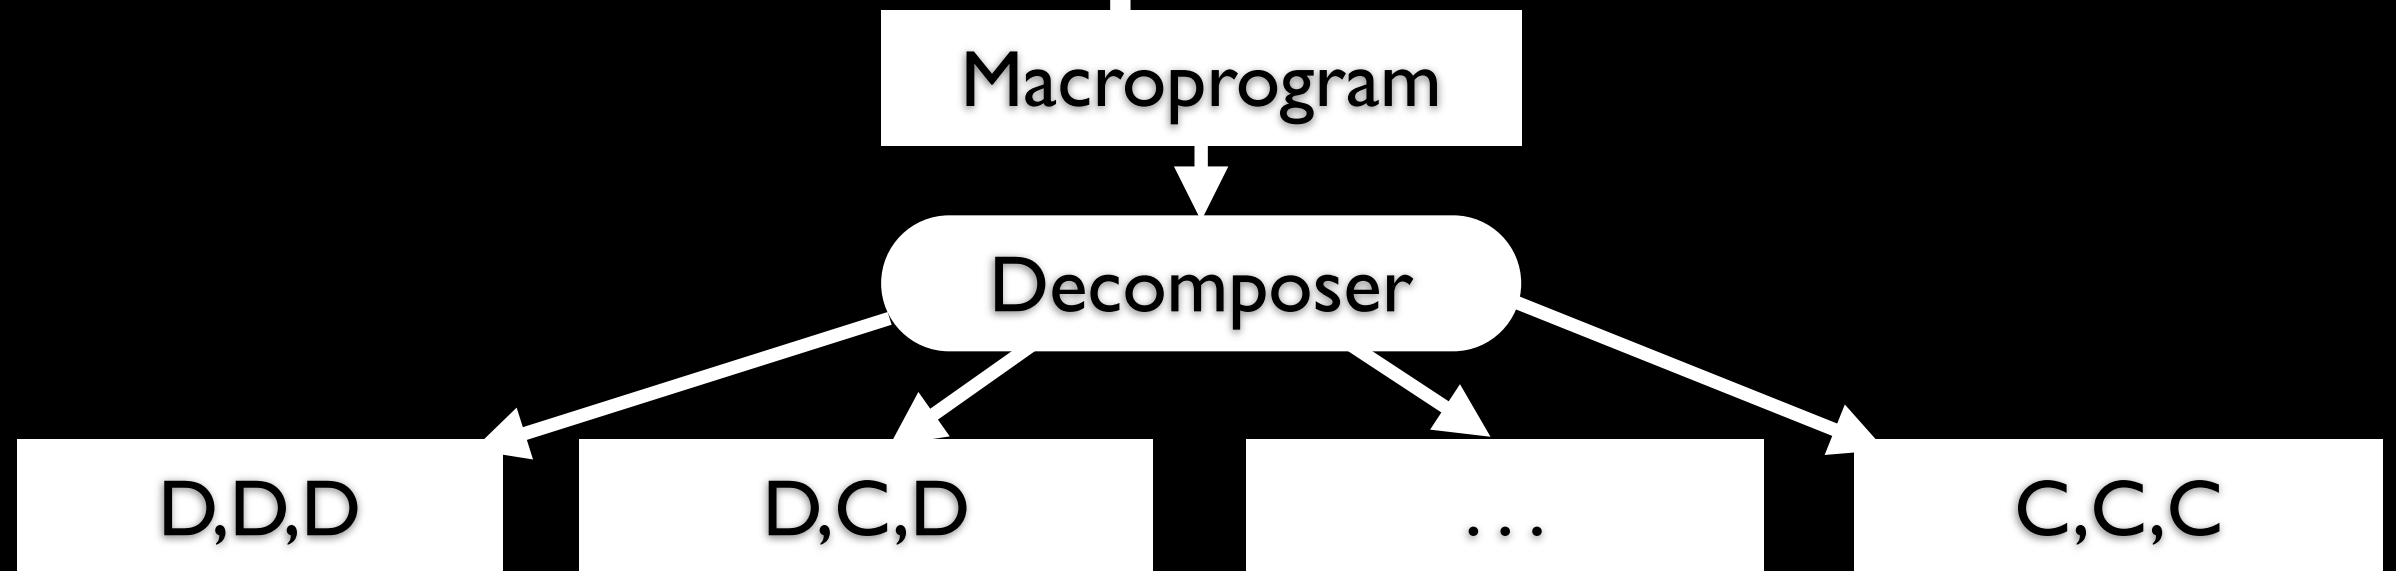 Macroprogram
Decomposer
D,D,D
D,C,D
...
C,C,C